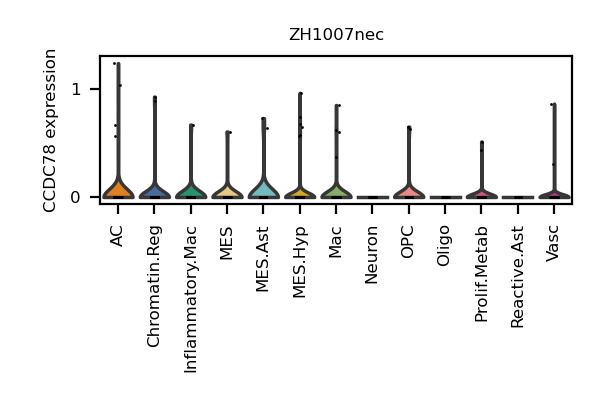 ZH1007nec
CCDC78 expression
1
0
AC
Chromatin.Reg
Inflammatory.Mac
MES
MES.Ast
MES.Hyp
Mac
Neuron
OPC
Oligo
Prolif.Metab
Reactive.Ast
Vasc